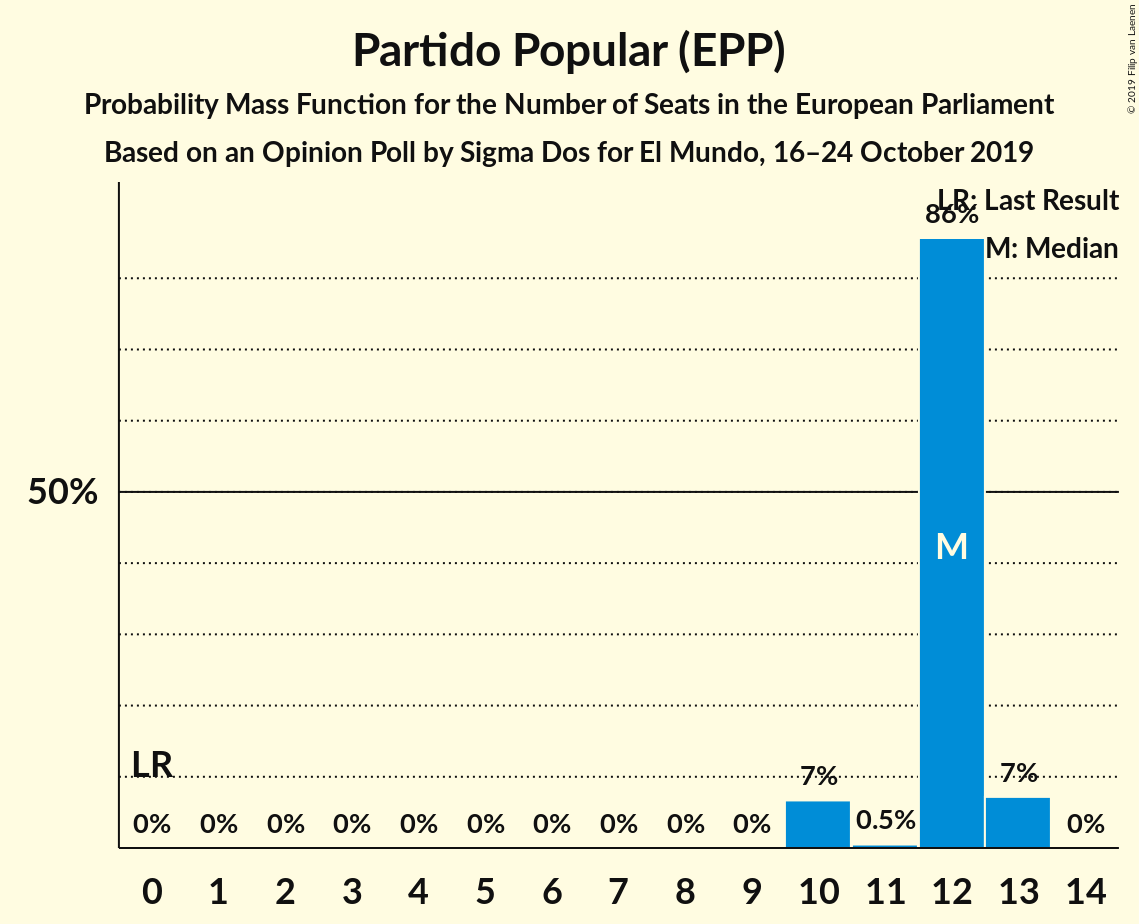 Partido Popular (EPP)
Probability Mass Function for the Number of Seats in the European Parliament
Based on an Opinion Poll by Sigma Dos for El Mundo, 16–24 October 2019
© 2019 Filip van Laenen
LR: Last Result
M: Median
86%
50%
M
LR
0% 0% 0% 0% 0% 0% 0% 0% 0% 0% 7% 0.5% 7% 0%
0 1 2 3 4 5 6 7 8 9 10 11 12 13 14